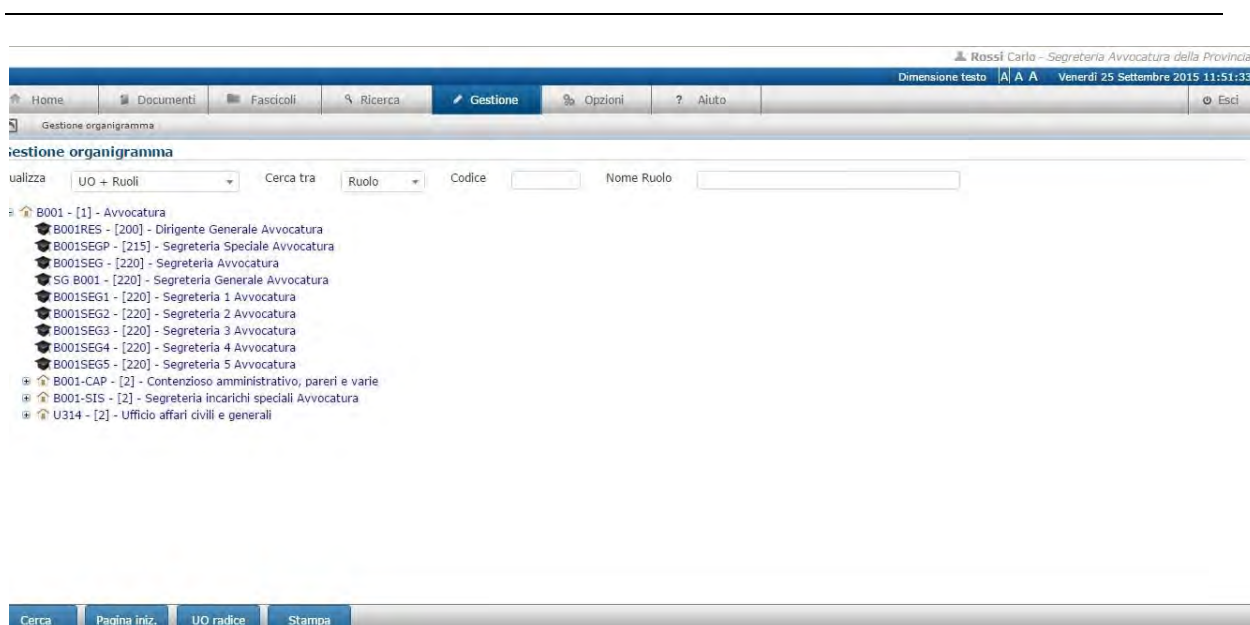 Rossi Carlo - Segreteria Avvocatura della Provincia
Dimensione testo A A A Venerdì 25 Settembre 2015 11:51:33
Home Documenti Fascicoli Ricerca Gestione Opzioni ? Aiuto Esci
Gestione organigramma
Gestione organigramma
ualizza UO + Ruoli Cerca tra Ruolo Codice Nome Ruolo
B001 - [1] - Avvocatura
B001RES - [200] - Dirigente Generale Avvocatura
B001SEGP - [215] - Segreteria Speciale Avvocatura
B001SEG - [220] - Segreteria Avvocatura
SG B001 - [220] - Segreteria Generale Avvocatura
B001SEG1 - [220] - Segreteria 1 Avvocatura
B001SEG2 - [220] - Segreteria 2 Avvocatura
B001SEG3 - [220] - Segreteria 3 Avvocatura
B001SEG4 - [220] - Segreteria 4 Avvocatura
B001SEG5 - [220] - Segreteria 5 Avvocatura
B001-CAP - [2] - Contenzioso amministrativo, pareri e varie
B001-SIS - [2] - Segreteria incarichi speciali Avvocatura
U314 - [2] - Ufficio affari civili e generali
Cerca Pagina iniz. UO radice Stampa